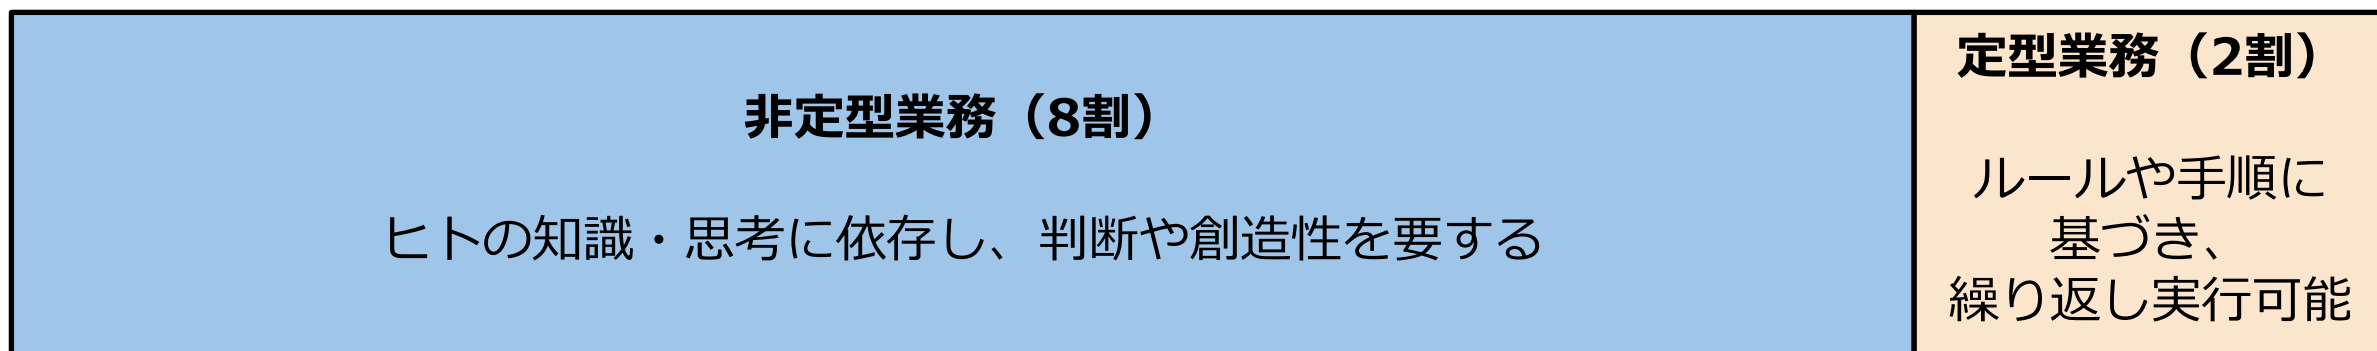 非定型業務（8割）
ヒトの知識・思考に依存し、判断や創造性を要する
定型業務（2割）
ルールや手順に
基づき、
繰り返し実行可能